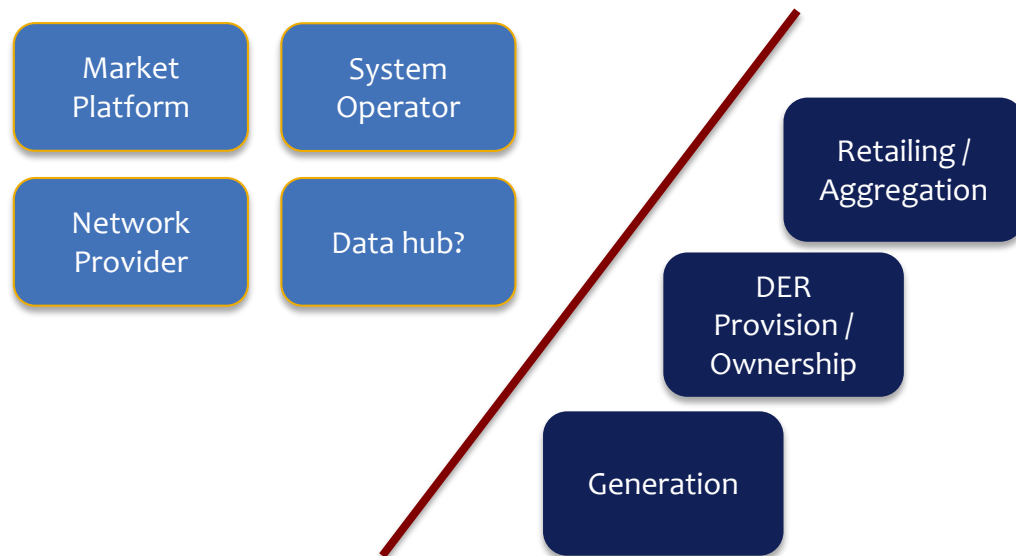 Market
Platform
System
Operator
Network
Provider
Data hub?
Retailing /
Aggregation
DER
Provision /
Ownership
Generation